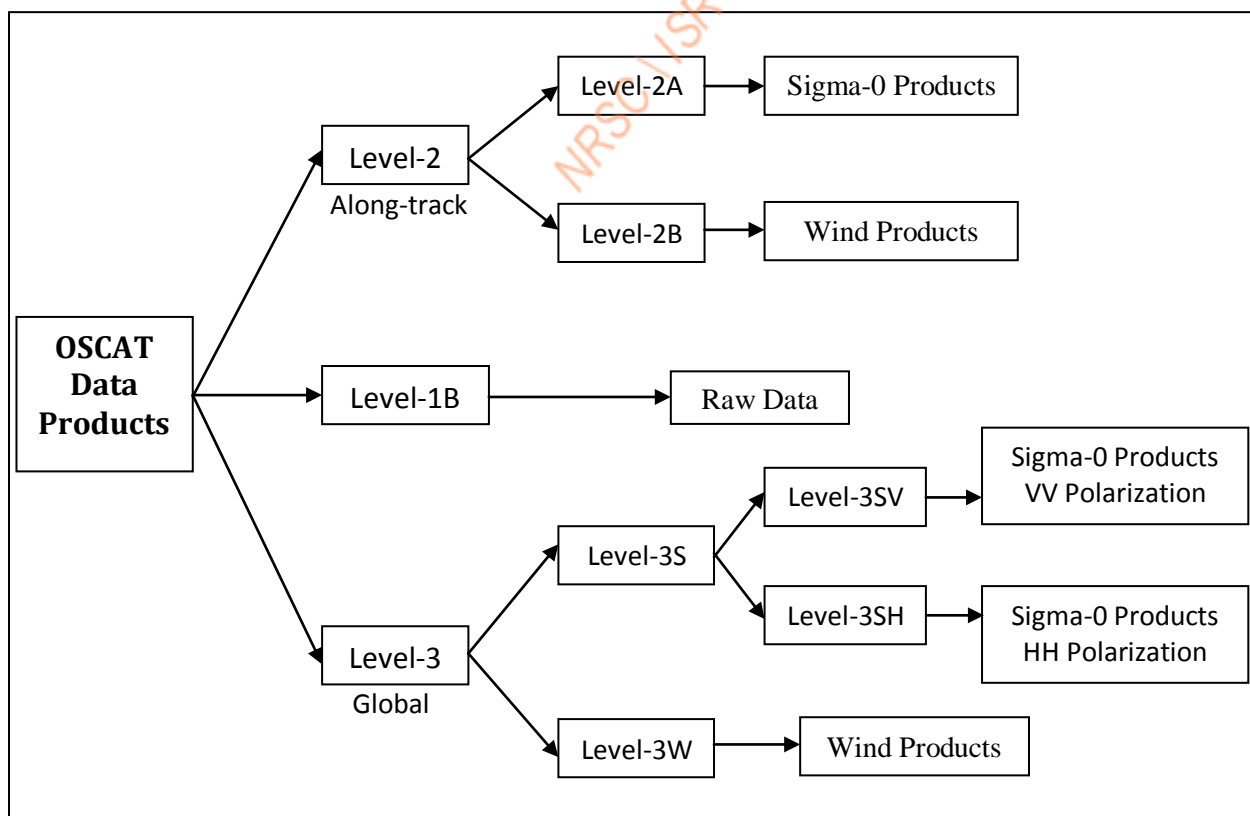 NRSC \ ISR
Level-2A
Sigma-0 Products
Level-2
Along-track
Level-2B
Wind Products
OSCAT
Data
Products
Level-1B
Raw Data
Level-3
Global
Level-3S
Level-3SV
Sigma-0 Products
VV Polarization
Level-3SH
Sigma-0 Products
HH Polarization
Level-3W
Wind Products